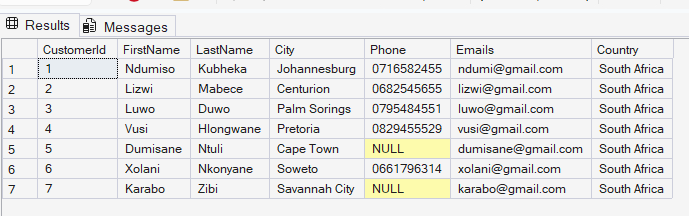 Results Messages
CustomerId FirstName LastName City Phone Emails Country
1 1 Ndumiso Kubheka Johannesburg 0716582455 ndumi@gmail.com South Africa
2 2 Lizwi Mabece Centurion 0682545655 lizwi@gmail.com South Africa
3 3 Luwo Duwo Palm Sorings 0795484551 luwo@gmail.com South Africa
4 4 Vusi Hlongwane Pretoria 0829455529 vusi@gmail.com South Africa
5 5 Dumisane Ntuli Cape Town NULL dumisane@gmail.com South Africa
6 6 Xolani Nkonyane Soweto 0661796314 xolani@gmail.com South Africa
7 7 Karabo Zibi Savannah City NULL karabo@gmail.com South Africa